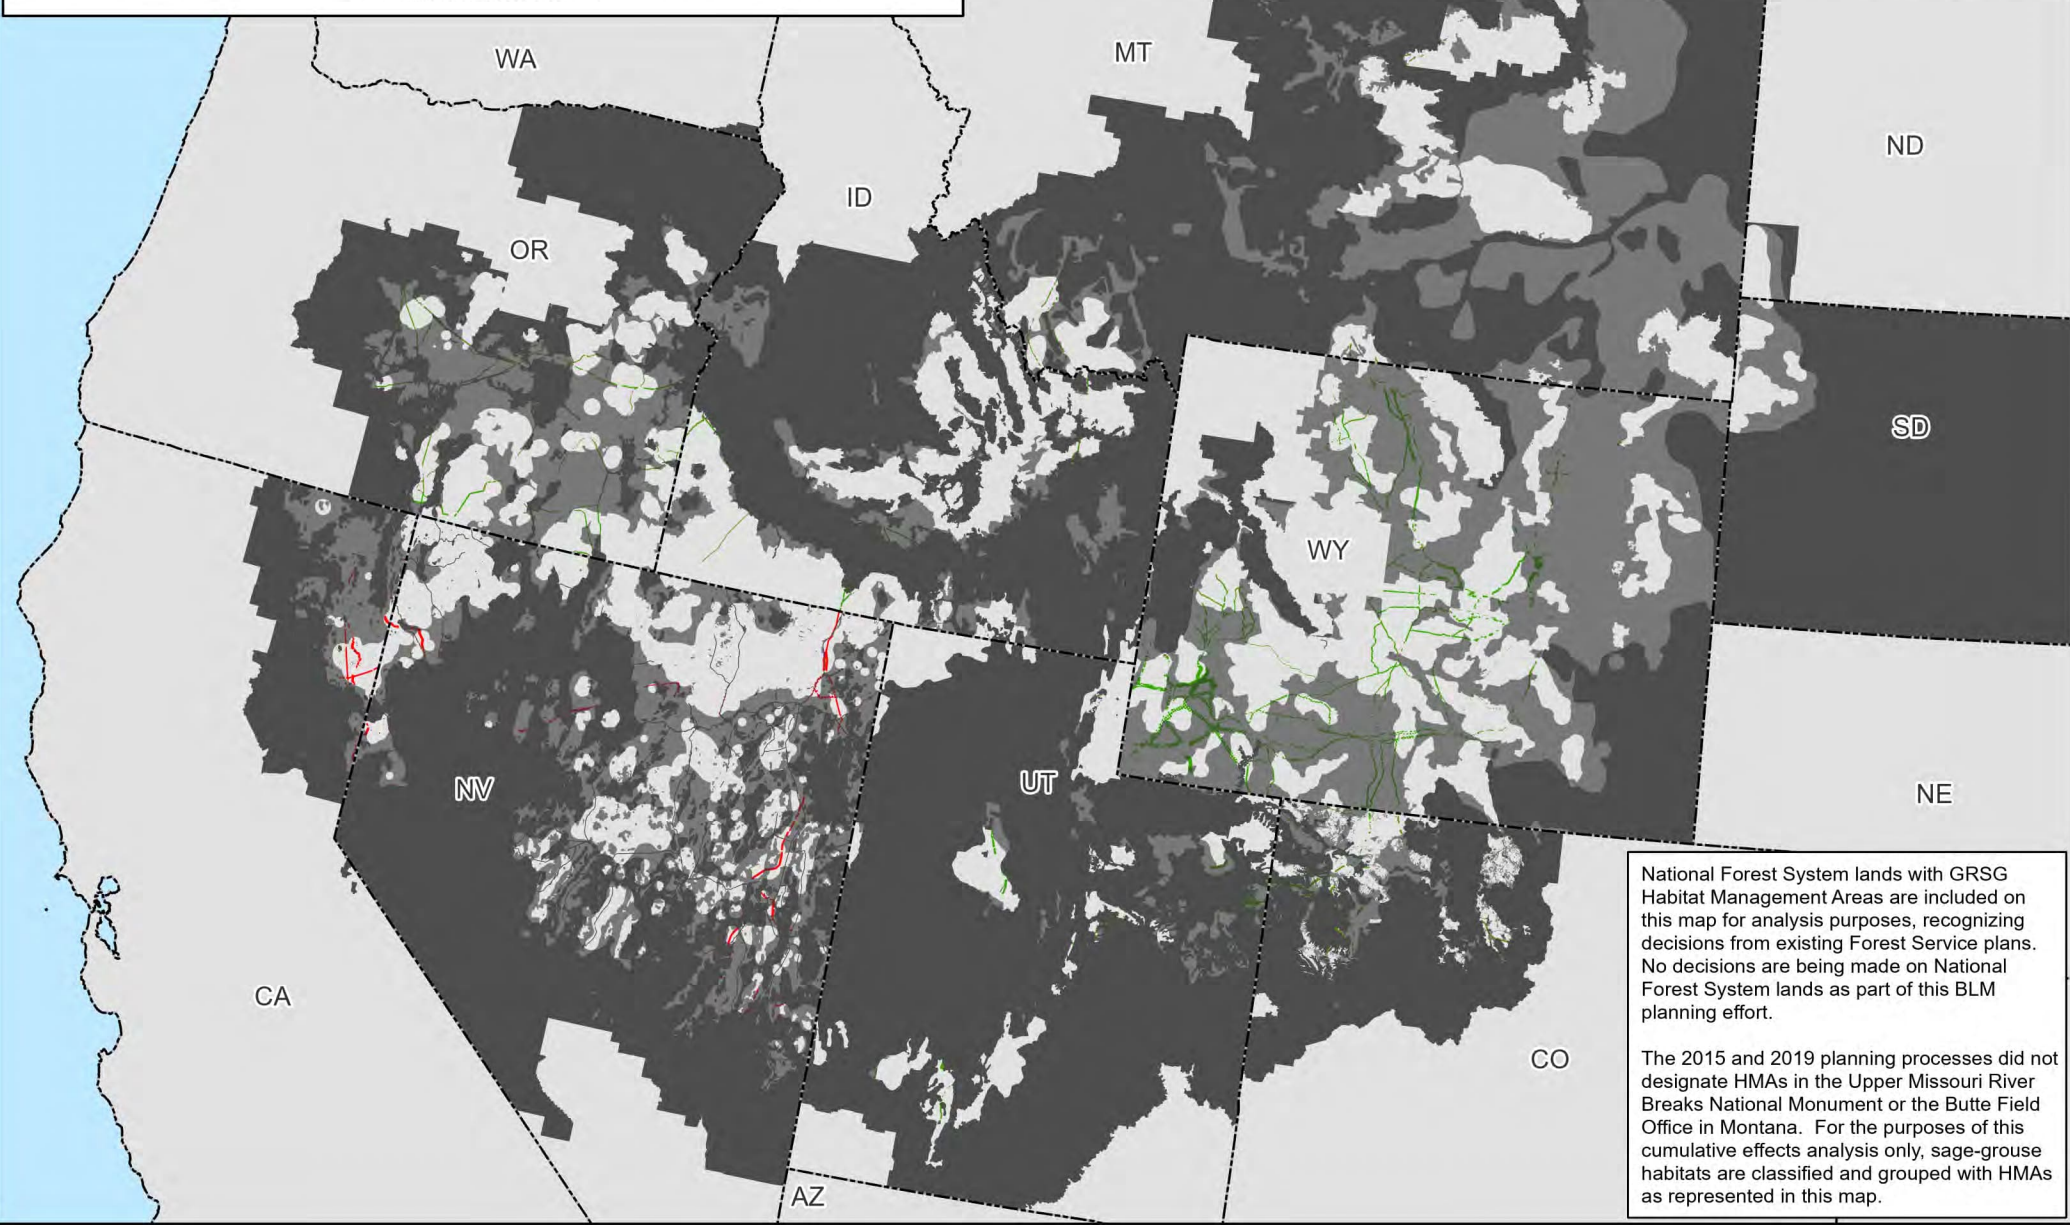 WA
MT
ND
ID
OR
SD
WY
NV
UT
NE
CA
CO
AZ
National Forest System lands with GRSG
Habitat Management Areas are included on
this map for analysis purposes, recognizing
decisions from existing Forest Service plans.
No decisions are being made on National
Forest System lands as part of this BLM
planning effort.
The 2015 and 2019 planning processes did not
designate HMAs in the Upper Missouri River
Breaks National Monument or the Butte Field
Office in Montana. For the purposes of this
cumulative effects analysis only, sage-grouse
habitats are classified and grouped with HMAs
as represented in this map.